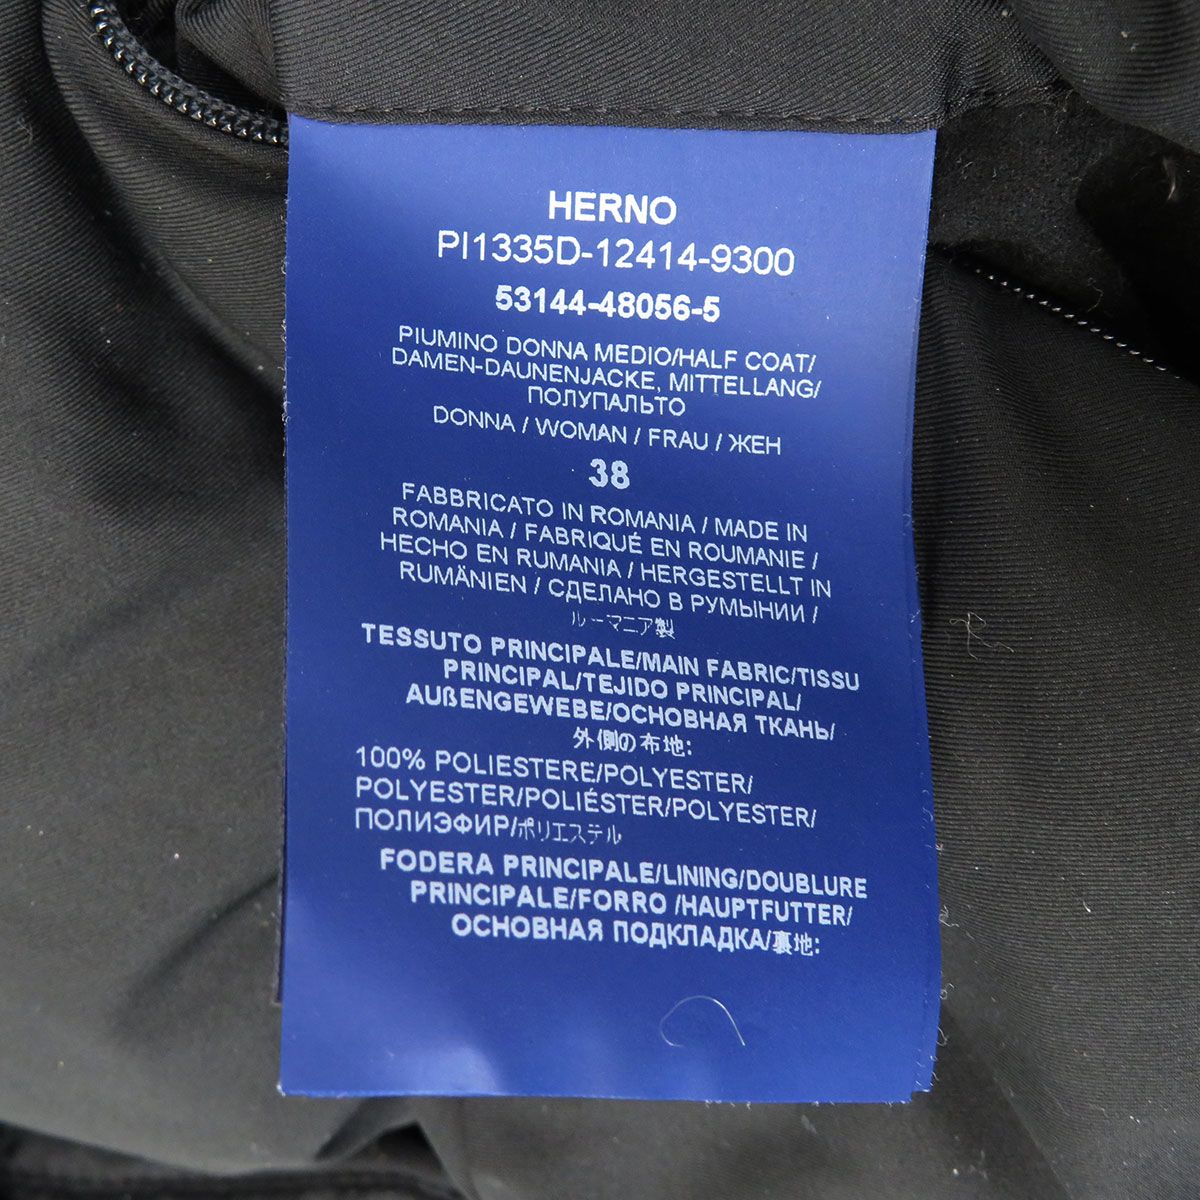 HERNO
PI1335D-12414-9300
53144-48056-5
PIUMINO DONNA MEDIO/HALF COAT/
DAMEN-DAUNENJACKE, MITTELLANG/
ПОЛУПАЛЬТО
DONNA / WOMAN / FRAU / ЖЕН
38
FABBRICATO IN ROMANIA / MADE IN
ROMANIA / FABRIQUÉ EN ROUMANIE /
HECHO EN RUMANIA / HERGESTELLT IN
RUMÄNIEN / СДЕЛАНО В РУМЫНИИ /
ルーマニア製
TESSUTO PRINCIPALE/MAIN FABRIC/TISSU
PRINCIPAL/TEJIDO PRINCIPAL/
AUßENGEWEBE/ОСНОВНАЯ ТКАНЬ/
外側の布地:
100% POLIESTERE/POLYESTER/
POLYESTER/POLIÉSTER/POLYESTER/
ПОЛИЭФИР/ポリエステル
FODERA PRINCIPALE/LINING/DOUBLURE
PRINCIPALE/FORRO /HAUPTFUTTER/
ОСНОВНАЯ ПОДКЛАДКА/裏地: